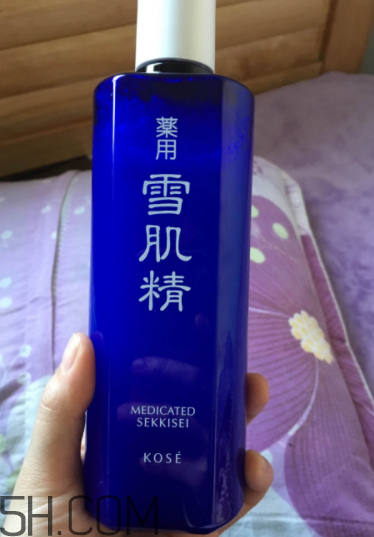 薬用
雪肌精
MEDICATED
SEKKISEI
KOSÉ
5H.COM